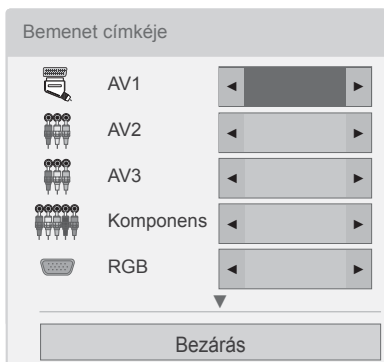 Bemenet címkéje
AV1
AV2
AV3
Komponens
RGB
Bezárás